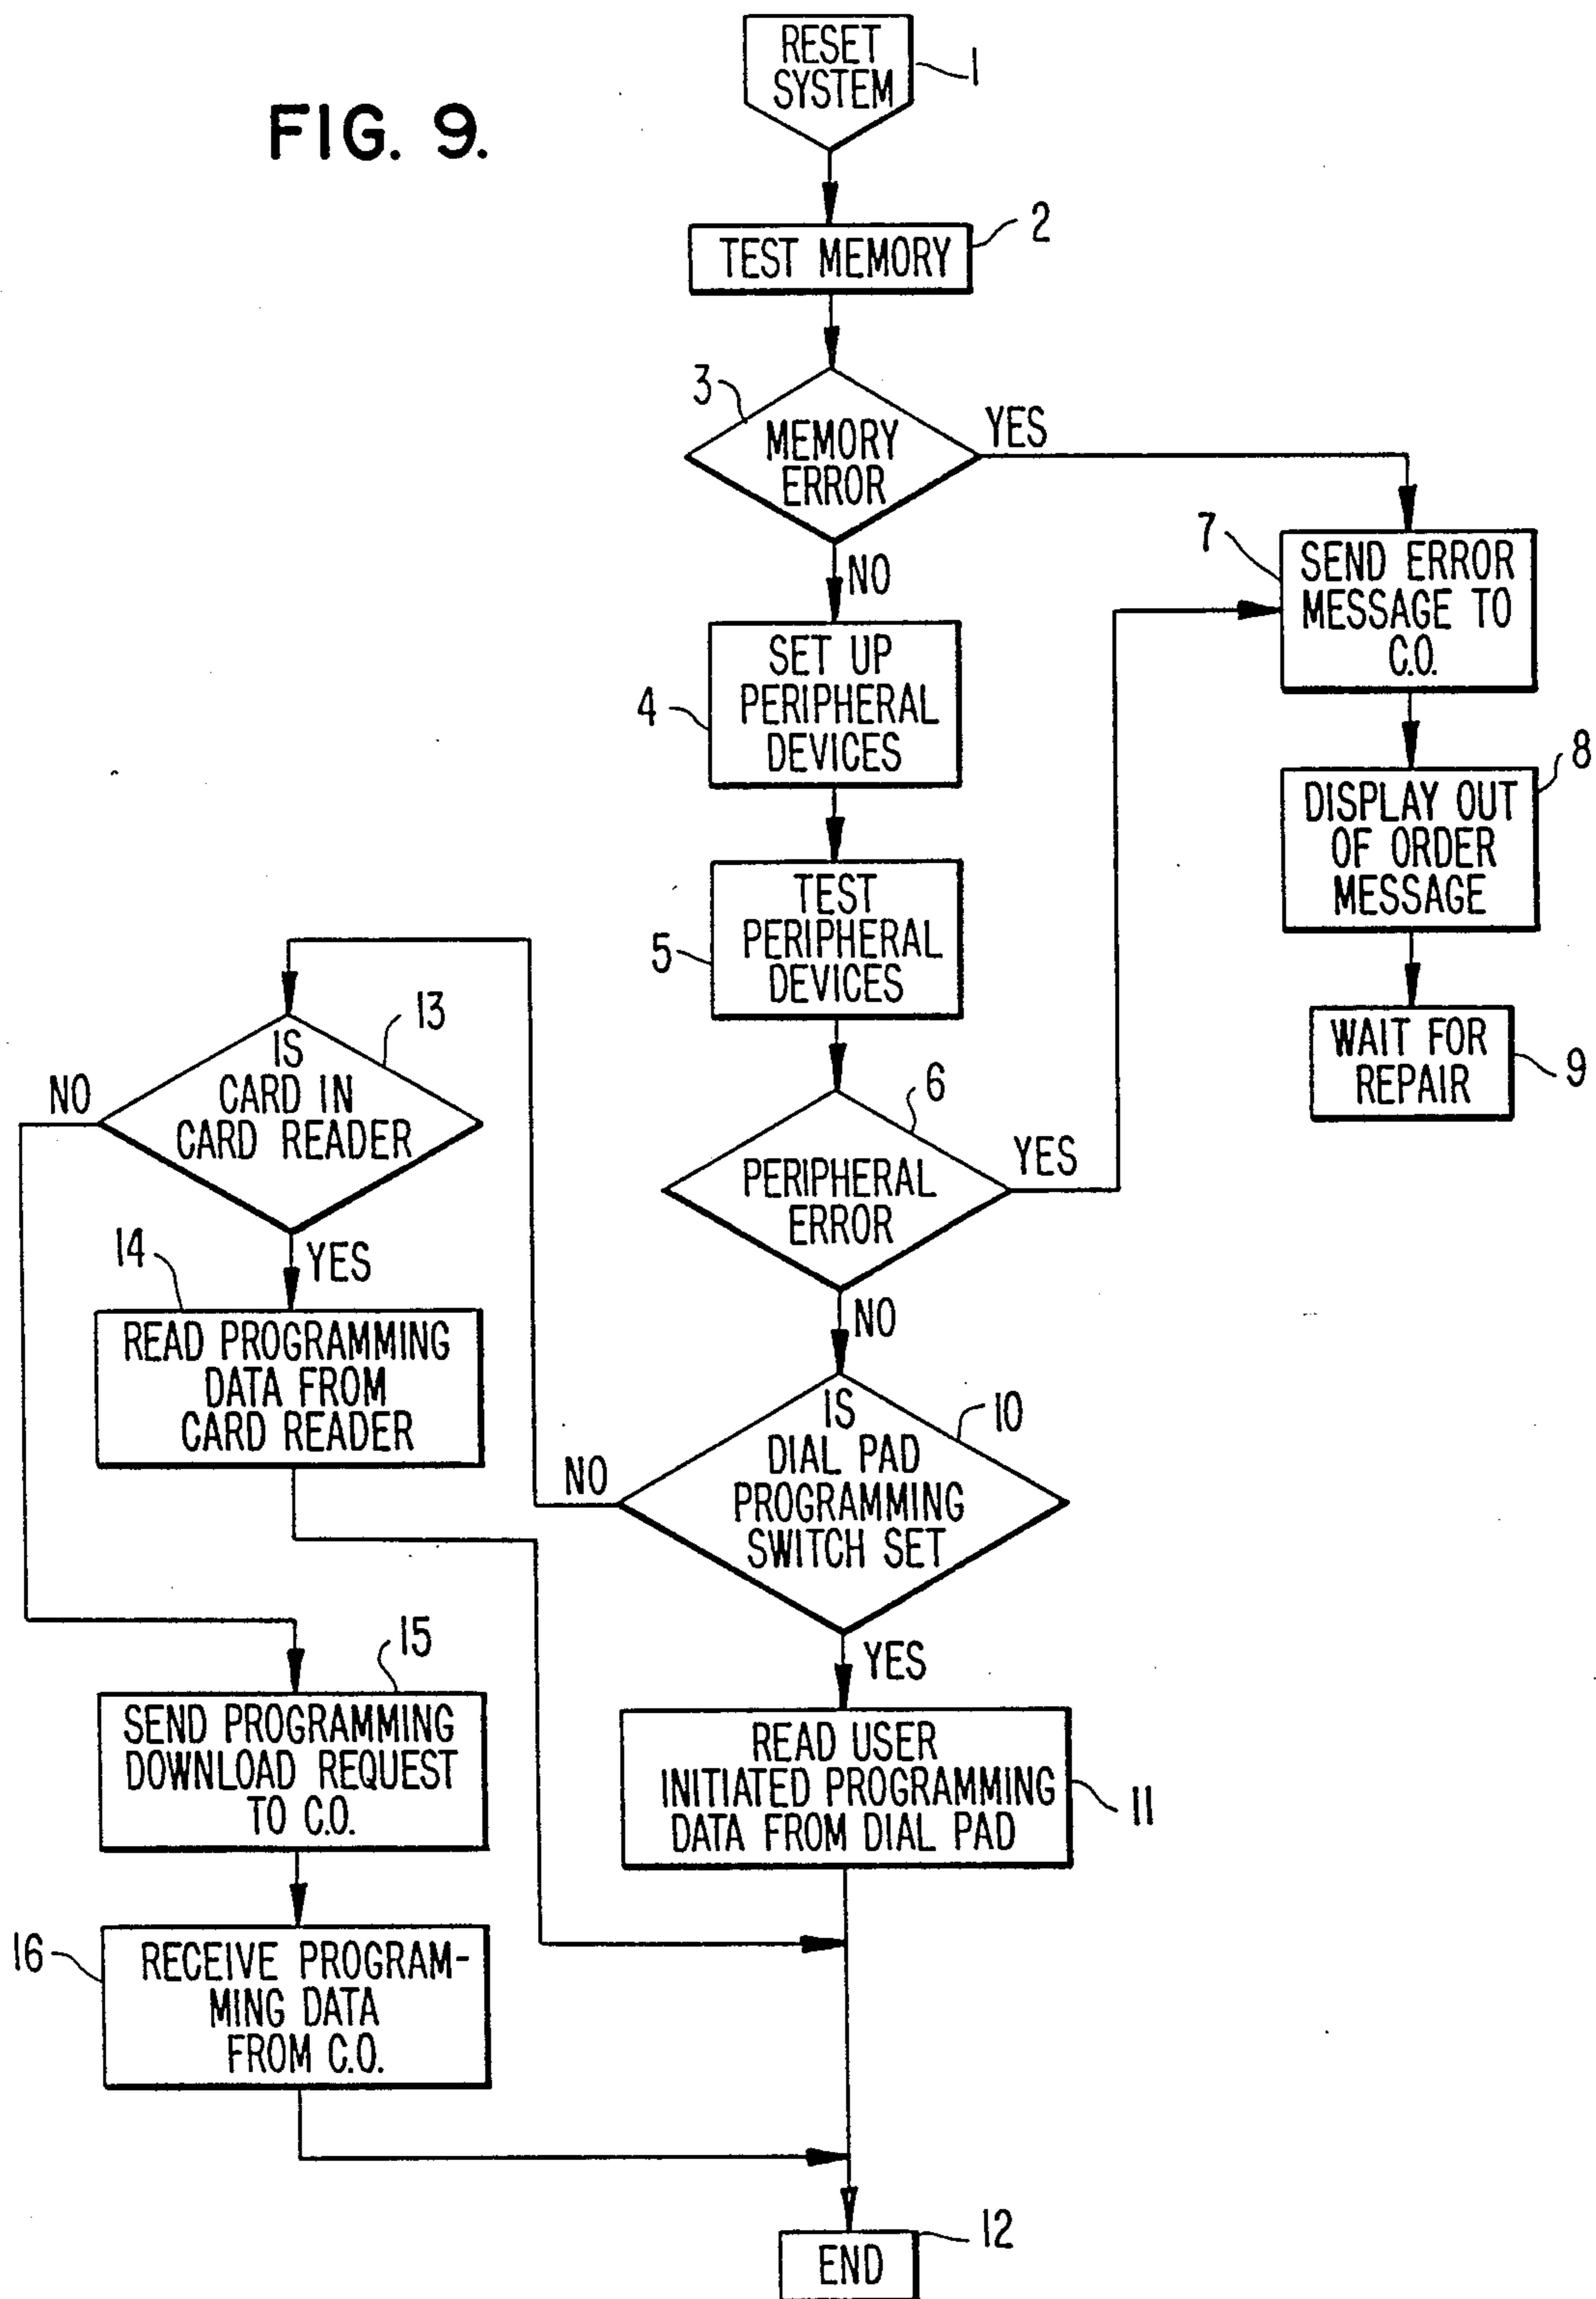 FIG. 9.
RESET
SYSTEM
1
TEST MEMORY
2
3
MEMORY
ERROR
YES
NO
SET UP
PERIPHERAL
DEVICES
4
TEST
PERIPHERAL
DEVICES
5
6
PERIPHERAL
ERROR
YES
NO
7
SEND ERROR
MESSAGE TO
C.O.
8
DISPLAY OUT
OF ORDER
MESSAGE
WAIT FOR
REPAIR
9
IS
DIAL PAD
PROGRAMMING
SWITCH SET
10
NO
YES
READ USER
INITIATED PROGRAMMING
DATA FROM DIAL PAD
11
13
IS
CARD IN
CARD READER
NO
YES
14
READ PROGRAMMING
DATA FROM
CARD READER
15
SEND PROGRAMMING
DOWNLOAD REQUEST
TO C.O.
16
RECEIVE PROGRAM-
MING DATA
FROM C.O.
12
END